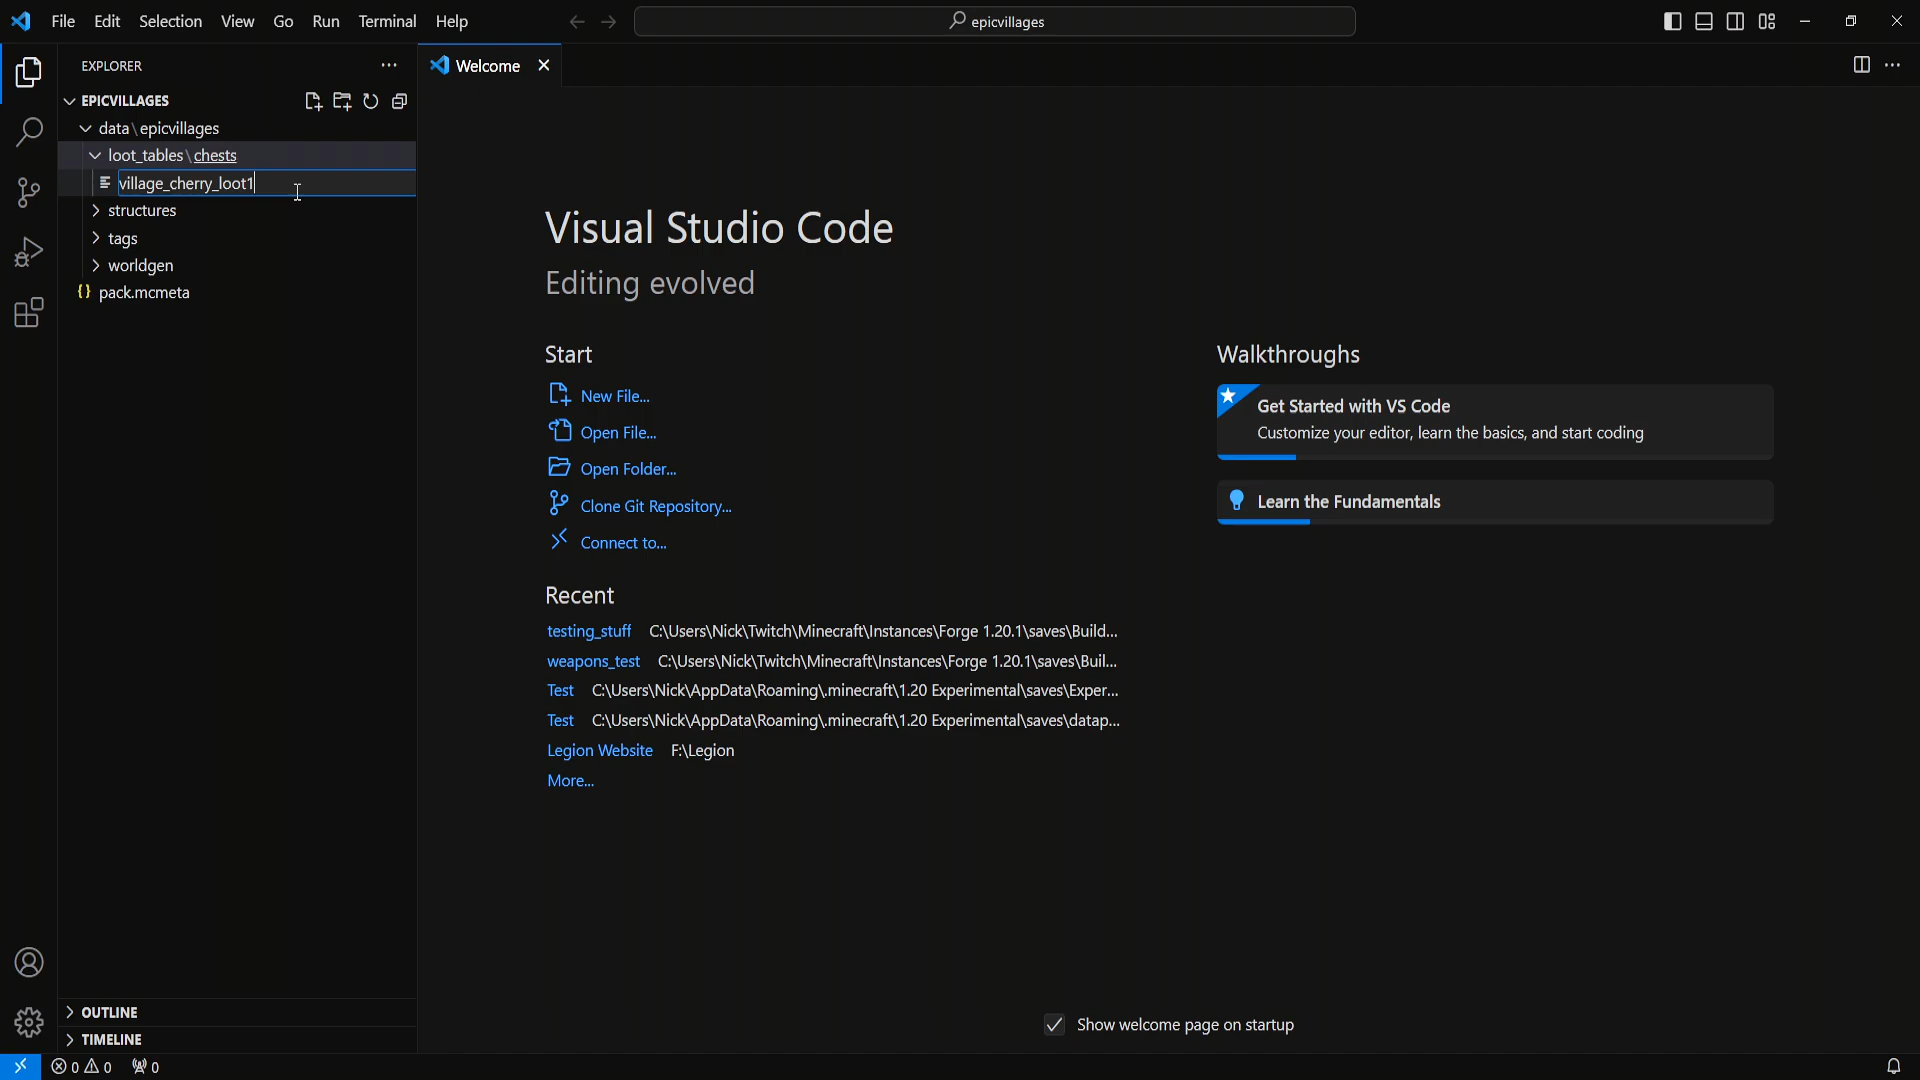 File Edit Selection View Go Run Terminal Help
epicvillages
EXPLORER
Welcome
EPICVILLAGES
data\epicvillages
loot_tables\chests
village_cherry_loot1
structures
tags
worldgen
{} pack.mcmeta
Visual Studio Code
Editing evolved
Start
New File...
Open File...
Open Folder...
Clone Git Repository...
Connect to...
Recent
testing_stuff C:\Users\Nick\Twitch\Minecraft\Instances\Forge 1.20.1\saves\Build...
weapons_test C:\Users\Nick\Twitch\Minecraft\Instances\Forge 1.20.1\saves\Buil...
Test C:\Users\Nick\AppData\Roaming\.minecraft\1.20 Experimental\saves\Exper...
Test C:\Users\Nick\AppData\Roaming\.minecraft\1.20 Experimental\saves\datap...
Legion Website F:\Legion
More...
Walkthroughs
Get Started with VS Code
Customize your editor, learn the basics, and start coding
Learn the Fundamentals
Show welcome page on startup
OUTLINE
TIMELINE
0 0 0